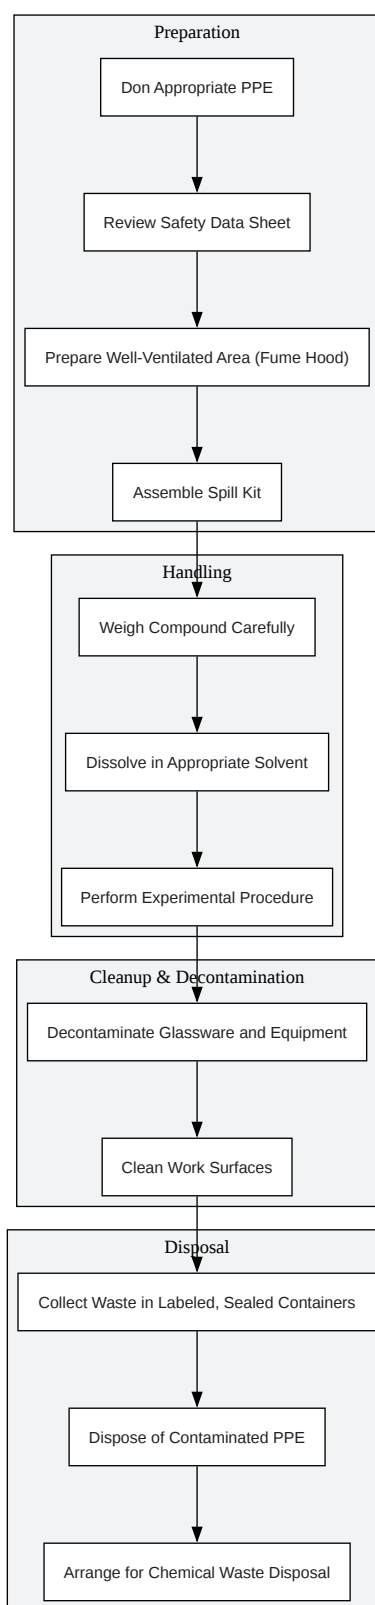 Preparation
Don Appropriate PPE
Review Safety Data Sheet
Prepare Well-Ventilated Area (Fume Hood)
Assemble Spill Kit
Handling
Weigh Compound Carefully
Dissolve in Appropriate Solvent
Perform Experimental Procedure
Cleanup & Decontamination
Decontaminate Glassware and Equipment
Clean Work Surfaces
Disposal
Collect Waste in Labeled, Sealed Containers
Dispose of Contaminated PPE
Arrange for Chemical Waste Disposal